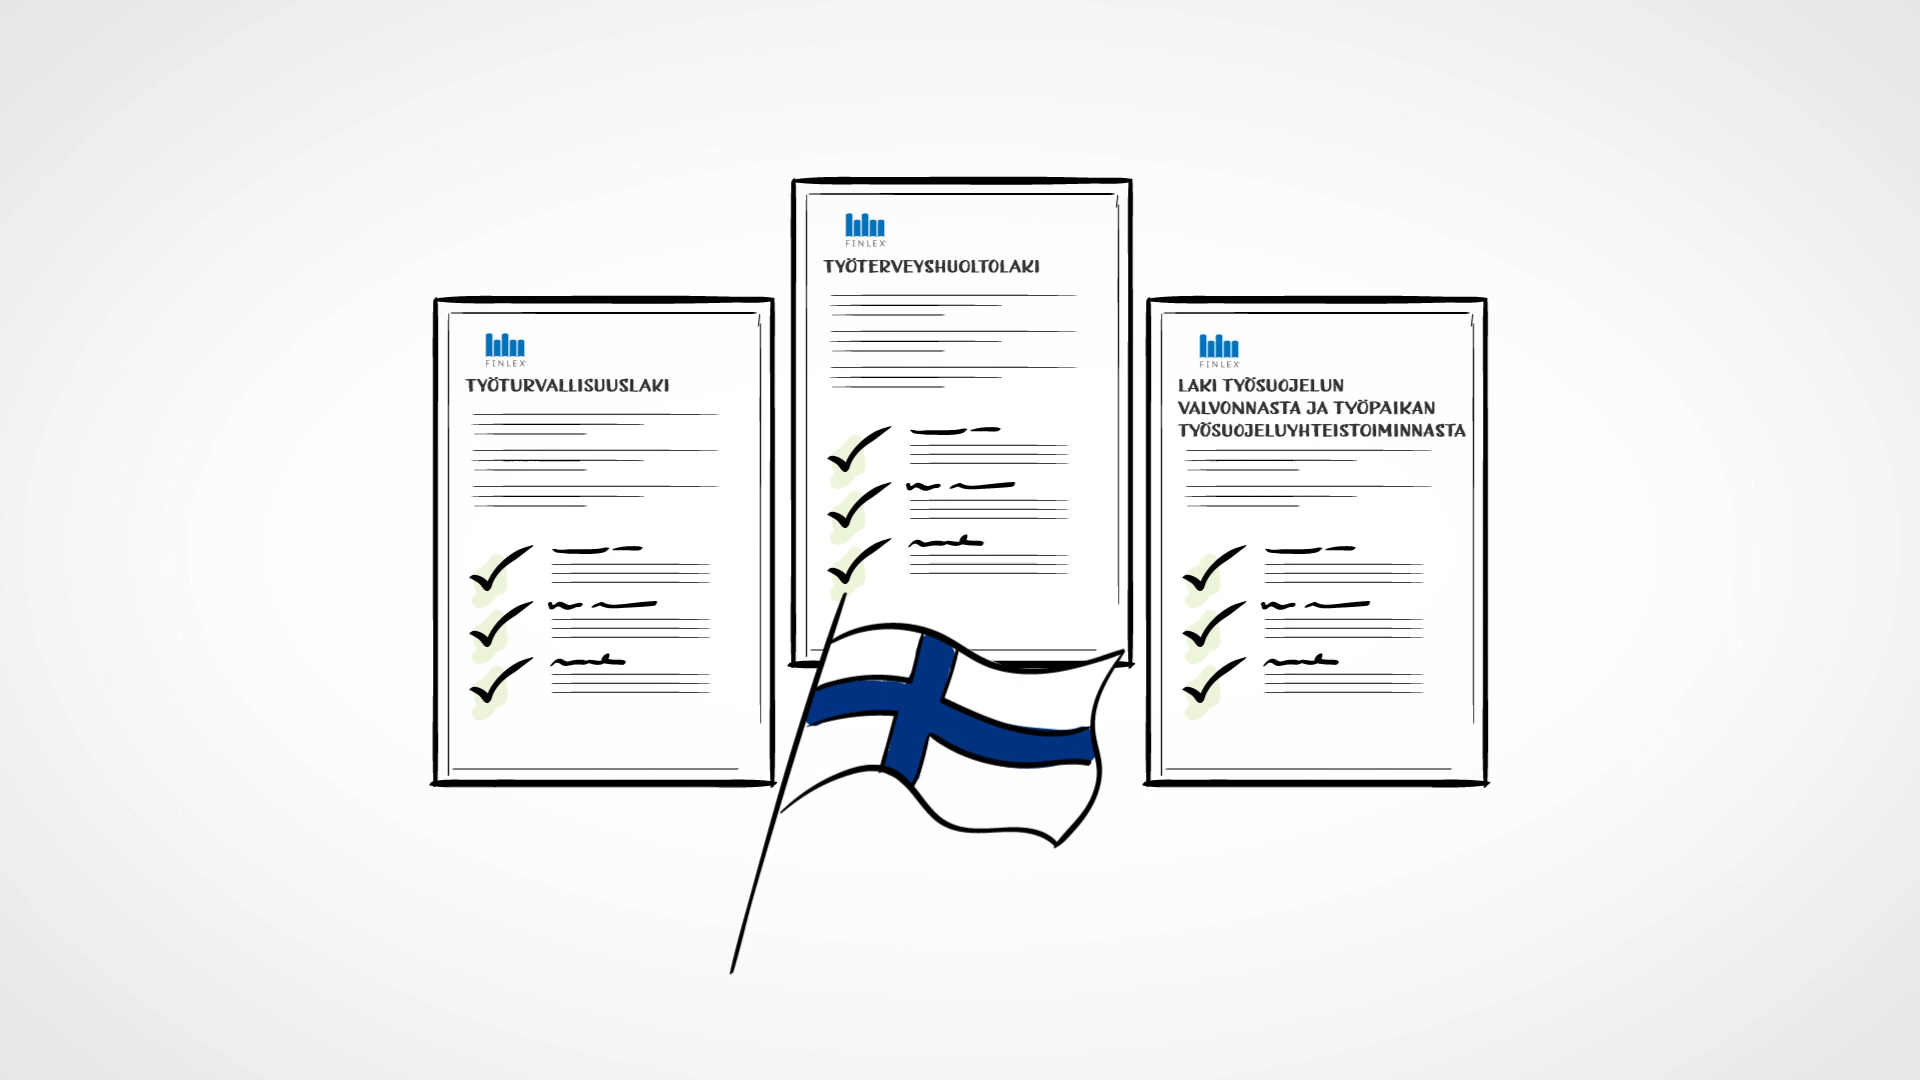 FINLEX
TYÖTURVALLISUUSLAKI
FINLEX
TYÖTERVEYSHUOLTOLAKI
FINLEX
LAKI TYÖSUOJELUN
VALVONNASTA JA TYÖPAIKAN
TYÖSUOJELUYHTEISTOIMINNASTA